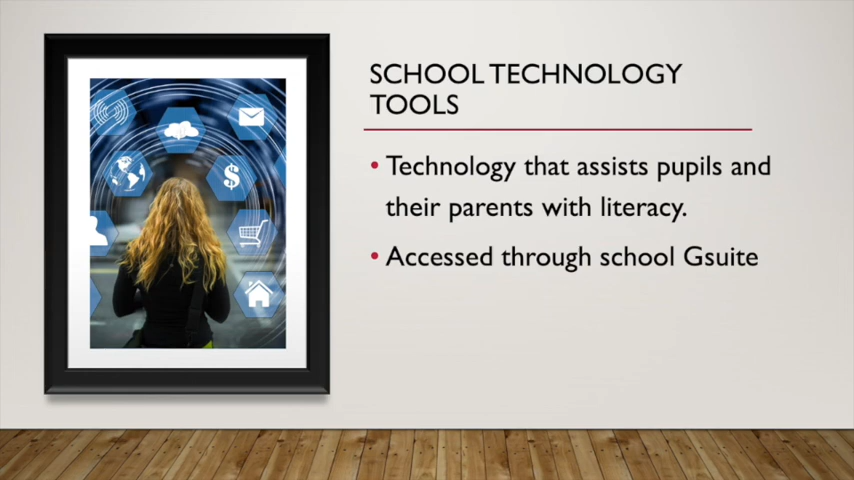 SCHOOL TECHNOLOGY
TOOLS
• Technology that assists pupils and
their parents with literacy.
• Accessed through school Gsuite